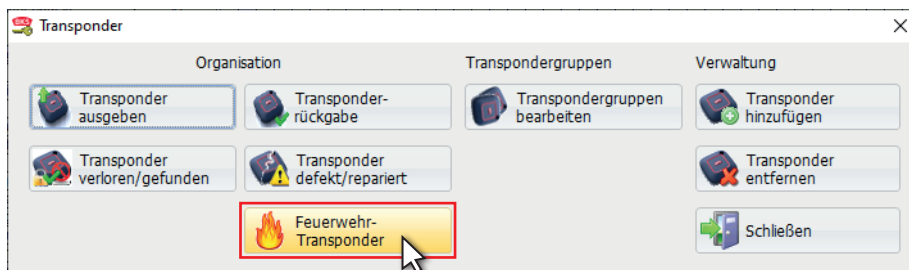 Transponder
Organisation
Transpondergruppen
Verwaltung
Transponder
ausgeben
Transponder-
rückgabe
Transpondergruppen
bearbeiten
Transponder
hinzufügen
Transponder
verloren/gefunden
Transponder
defekt/repariert
Transponder
entfernen
Feuerwehr-
Transponder
Schließen